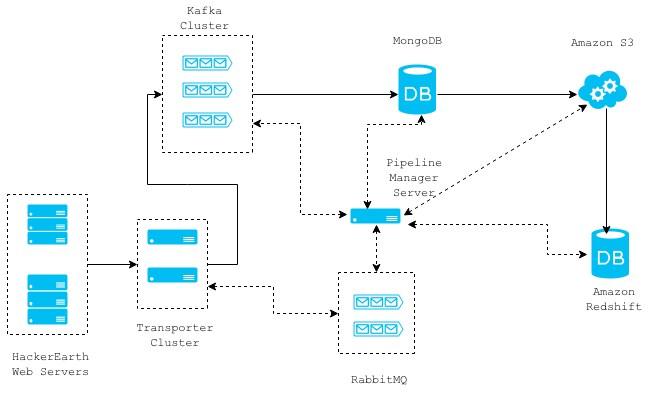 Kafka
Cluster
MongoDB
Amazon S3
DB
Pipeline
Manager
Server
DB
Amazon
Redshift
Transporter
Cluster
HackerEarth
Web Servers
RabbitMQ